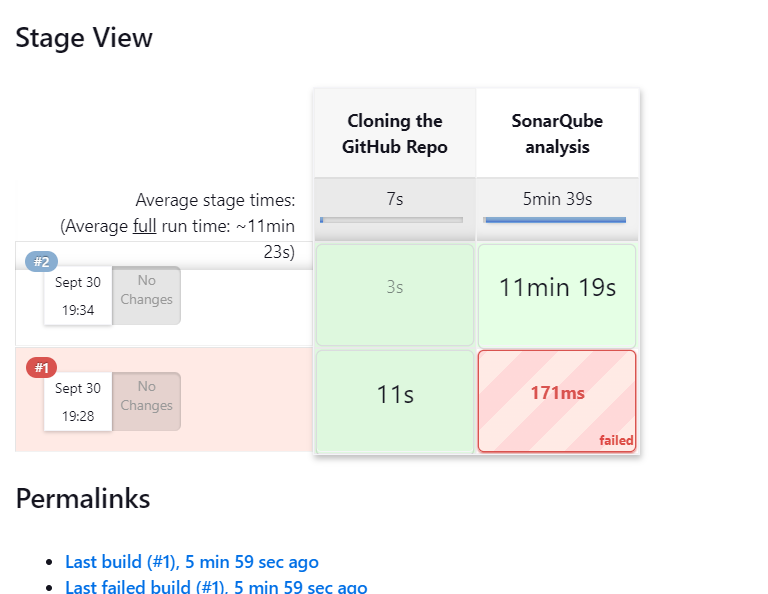 Stage View
Cloning the
GitHub Repo
SonarQube
analysis
Average stage times:
(Average full run time: ~11min
23s)
7s
5min 39s
#2
Sept 30
19:34
No
Changes
3s
11min 19s
#1
Sept 30
19:28
No
Changes
11s
171ms
failed
Permalinks
Last build (#1), 5 min 59 sec ago
Last failed build (#1), 5 min 59 sec ago